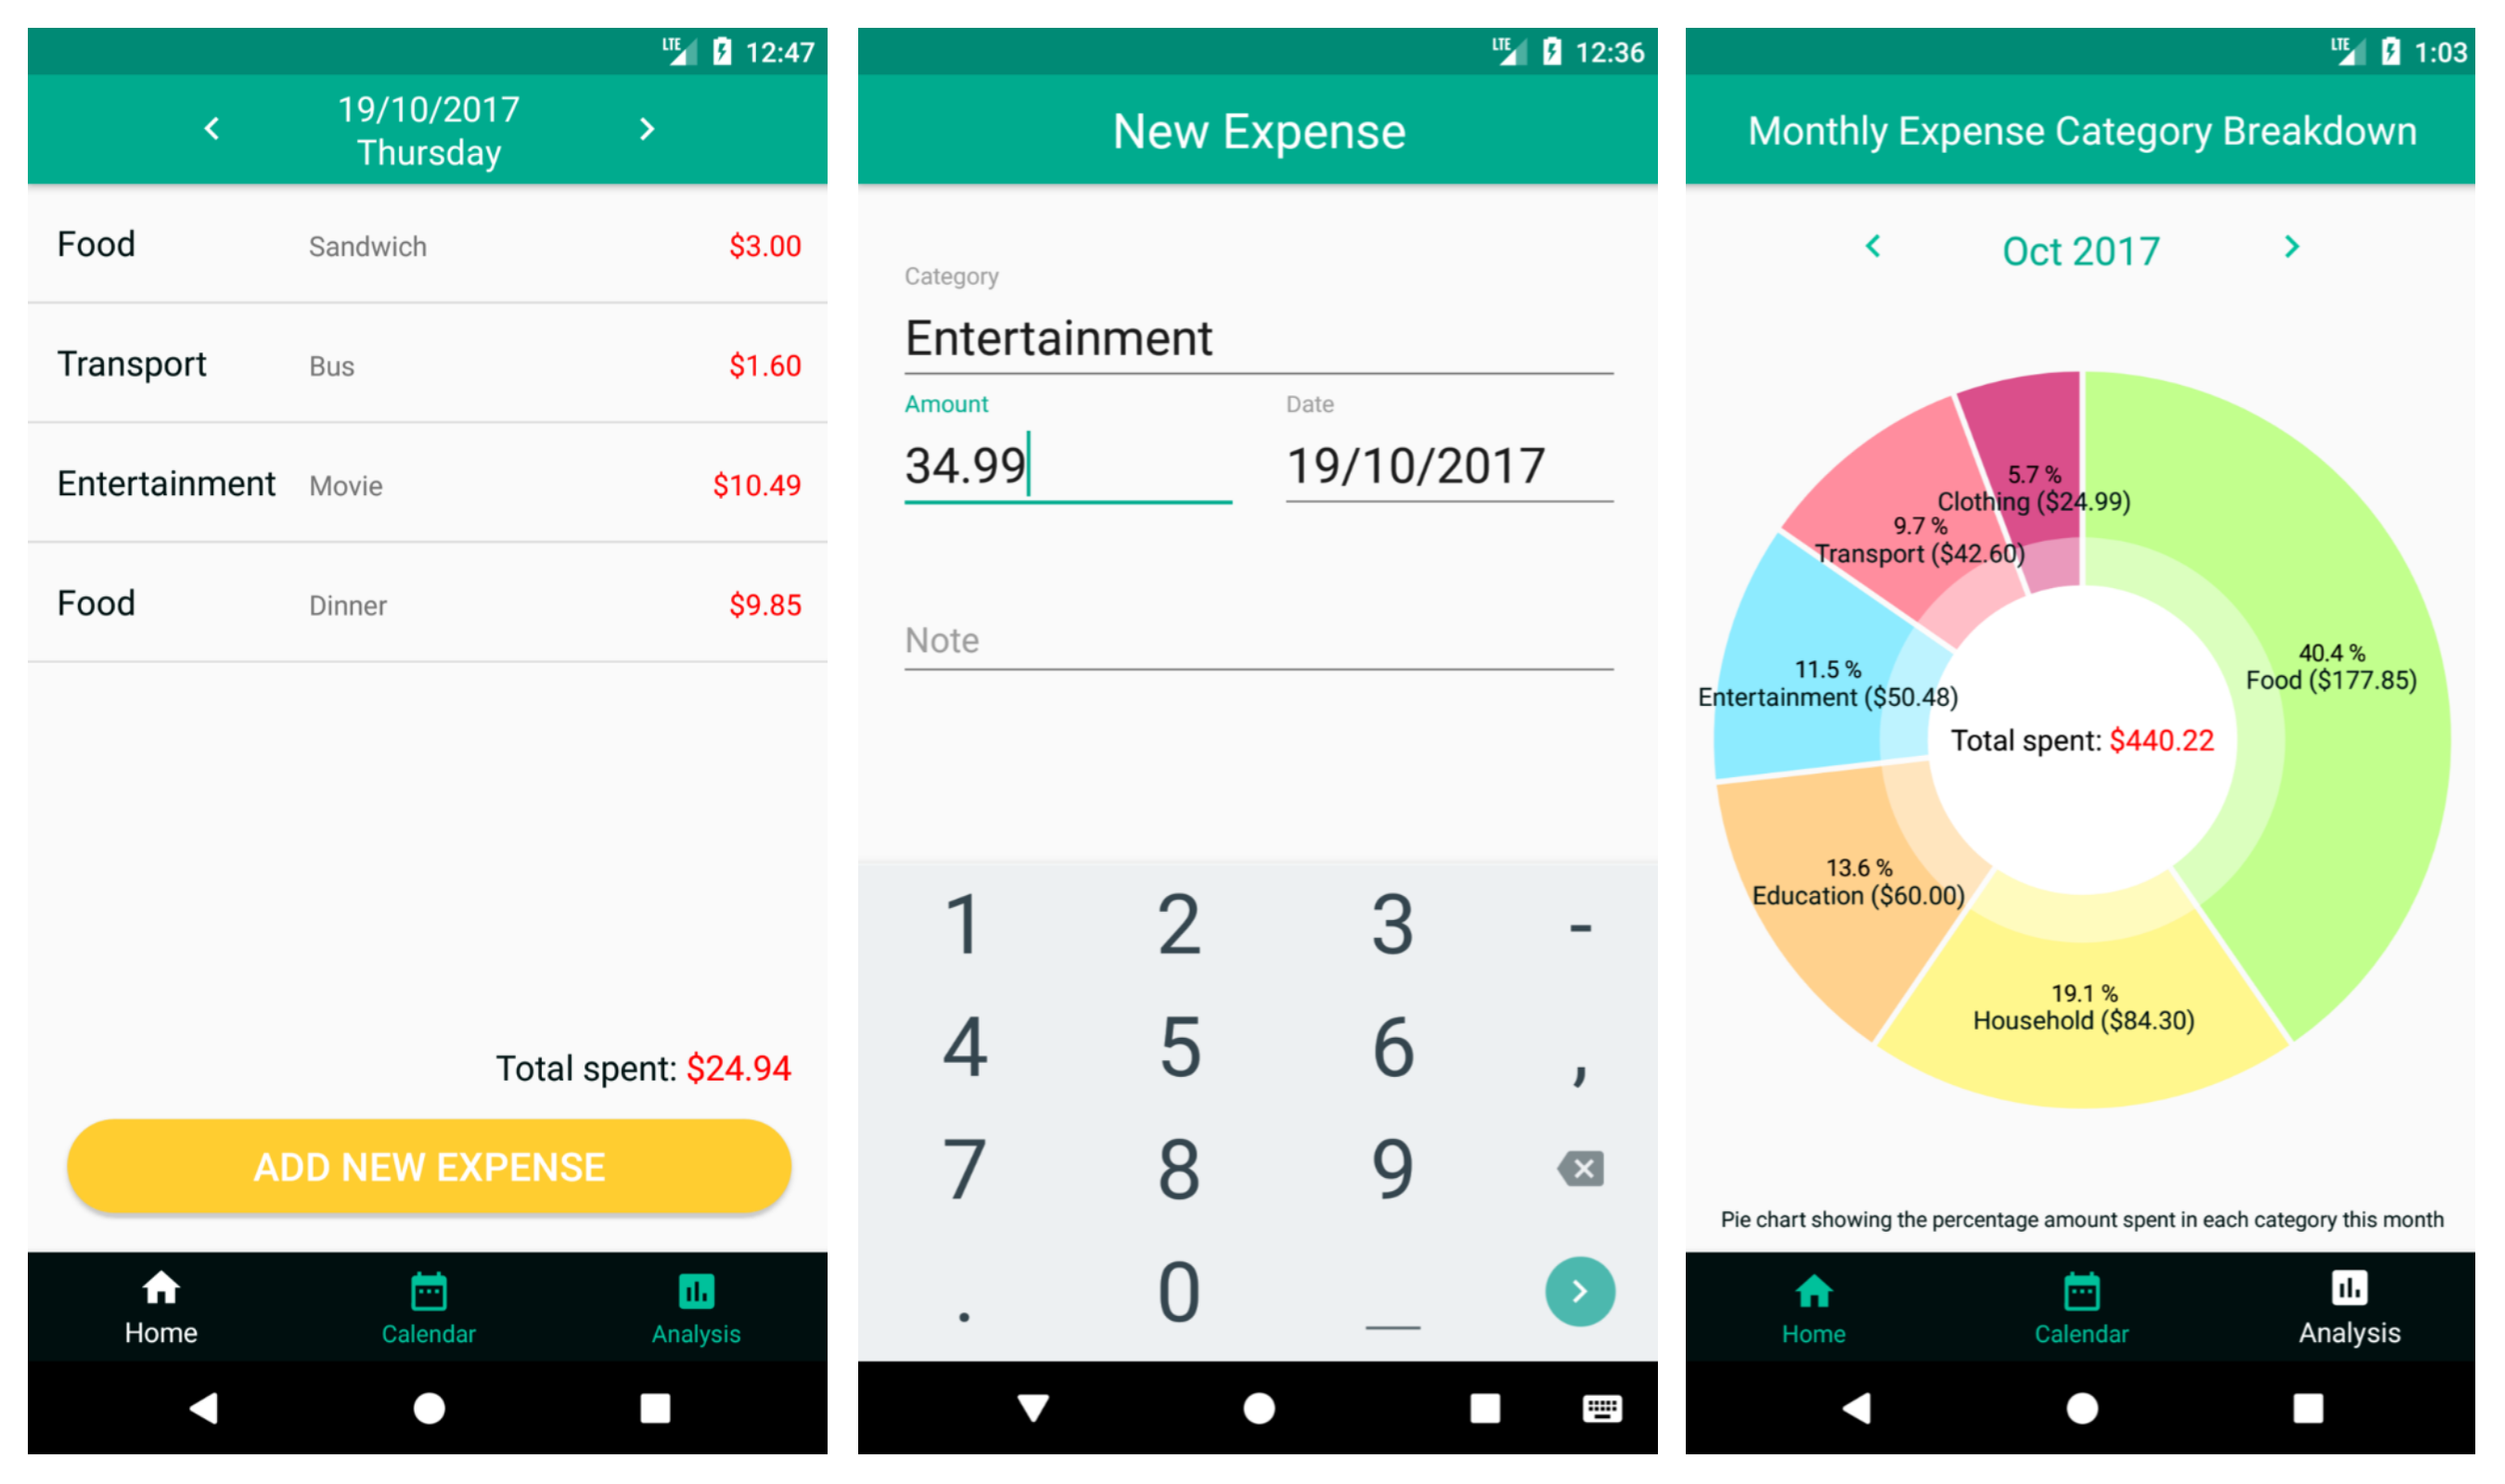 LTE 12:47
19/10/2017
Thursday
Food Sandwich $3.00
Transport Bus $1.60
Entertainment Movie $10.49
Food Dinner $9.85
Total spent: $24.94
ADD NEW EXPENSE
Home Calendar Analysis
LTE 12:36
New Expense
Category
Entertainment
Amount Date
34.99 19/10/2017
Note
1 2 3 -
4 5 6 ,
7 8 9
. 0 _
LTE 1:03
Monthly Expense Category Breakdown
Oct 2017
5.7 %
Clothing ($24.99)
9.7 %
Transport ($42.60)
40.4 %
Food ($177.85)
11.5 %
Entertainment ($50.48)
Total spent: $440.22
13.6 %
Education ($60.00)
19.1 %
Household ($84.30)
Pie chart showing the percentage amount spent in each category this month
Home Calendar Analysis